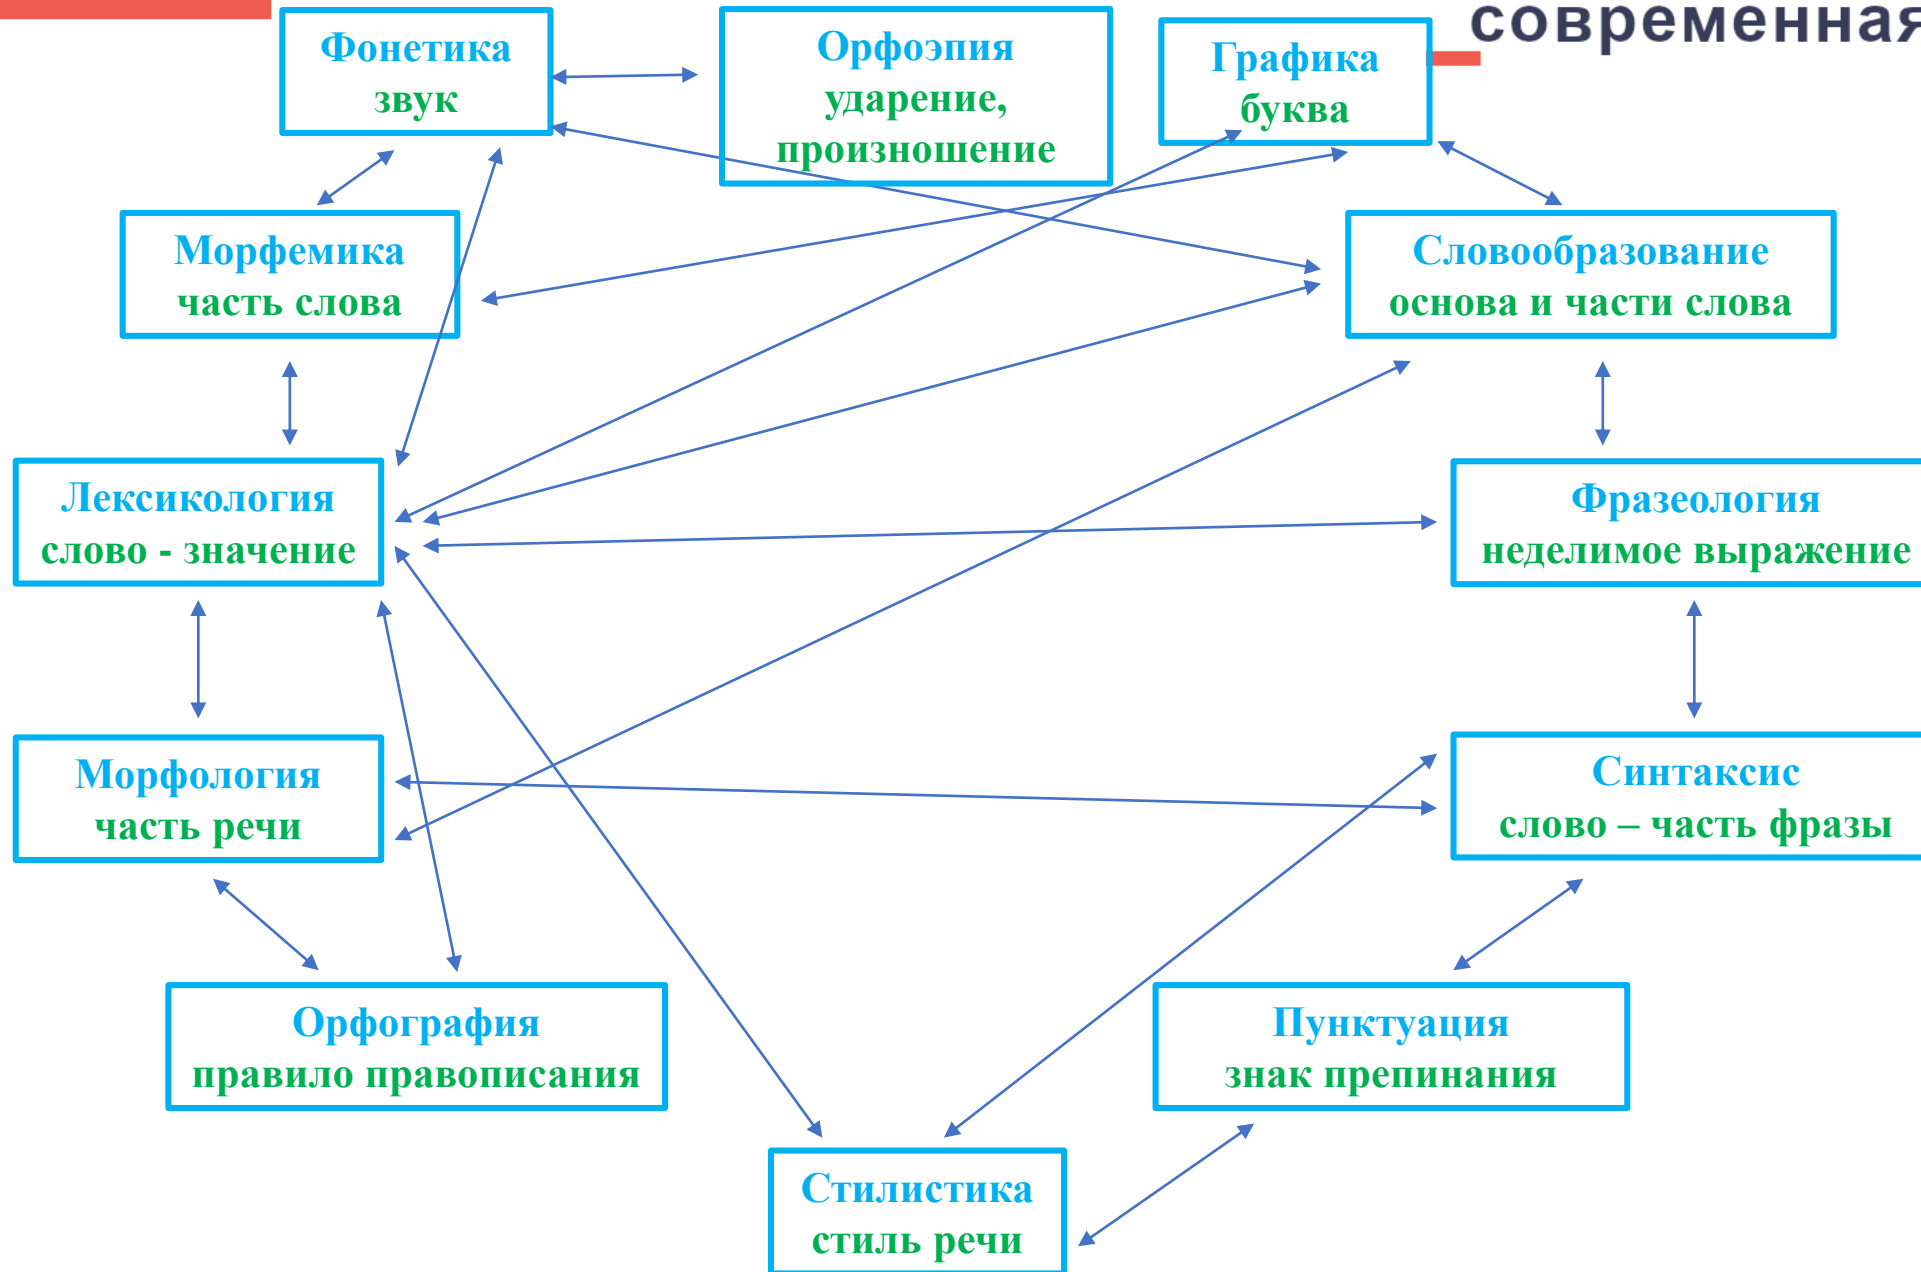 современная
Фонетика
звук
Орфоэпия
ударение,
произношение
Графика
буква
Морфемика
часть слова
Словообразование
основа и части слова
Лексикология
слово - значение
Фразеология
неделимое выражение
Морфология
часть речи
Синтаксис
слово – часть фразы
Орфография
правило правописания
Пунктуация
знак препинания
Стилистика
стиль речи